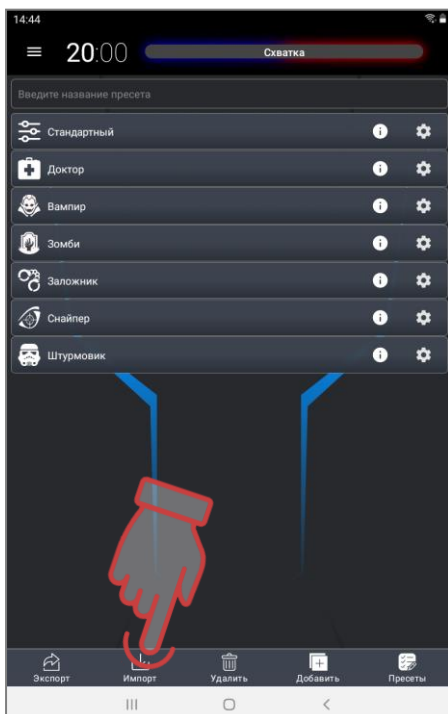 14:44
20:00 Схватка
Введите название пресета
Стандартный
Доктор
Вампир
Зомби
Заложник
Снайпер
Штурмовик
Экспорт Импорт Удалить Добавить Пресеты